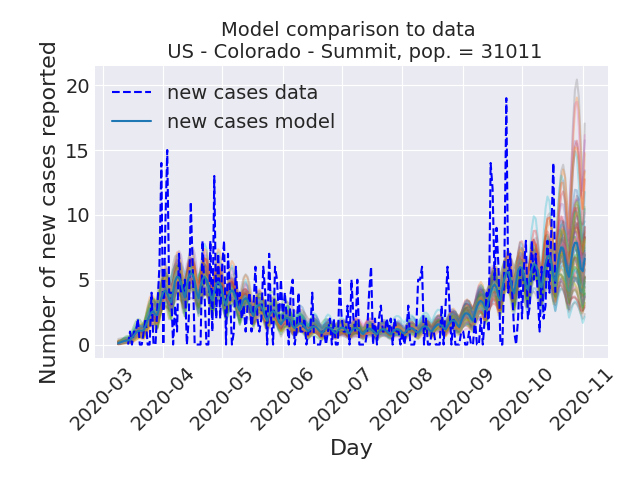 Model comparison to data
US - Colorado - Summit, pop. = 31011
Number of new cases reported
20
15
10
5
0
new cases data
new cases model
2020-03
2020-04
2020-05
2020-06
2020-07
2020-08
2020-09
2020-10
2020-11
Day